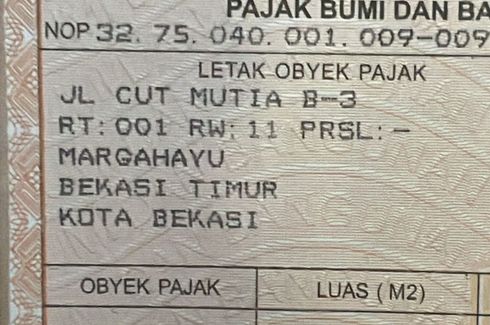 PAJAK BUMI DAN BA
NOP 32. 75. 040. 001. 009-009
LETAK OBYEK PAJAK
JL CUT MUTIA B-3
RT: 001 RW: 11 PRSL: -
MARGAHAYU
BEKASI TIMUR
KOTA BEKASI
OBYEK PAJAK LUAS ( M2)